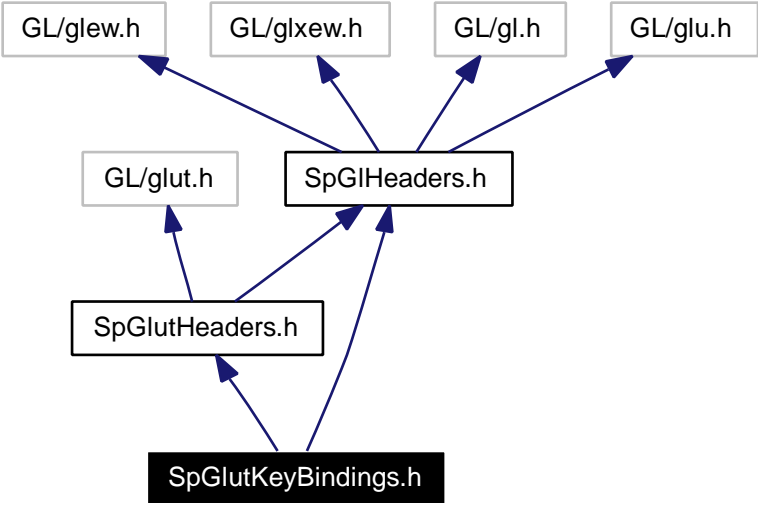 GL/glew.h
GL/glxew.h
GL/gl.h
GL/glu.h
GL/glut.h
SpGlHeaders.h
SpGlutHeaders.h
SpGlutKeyBindings.h